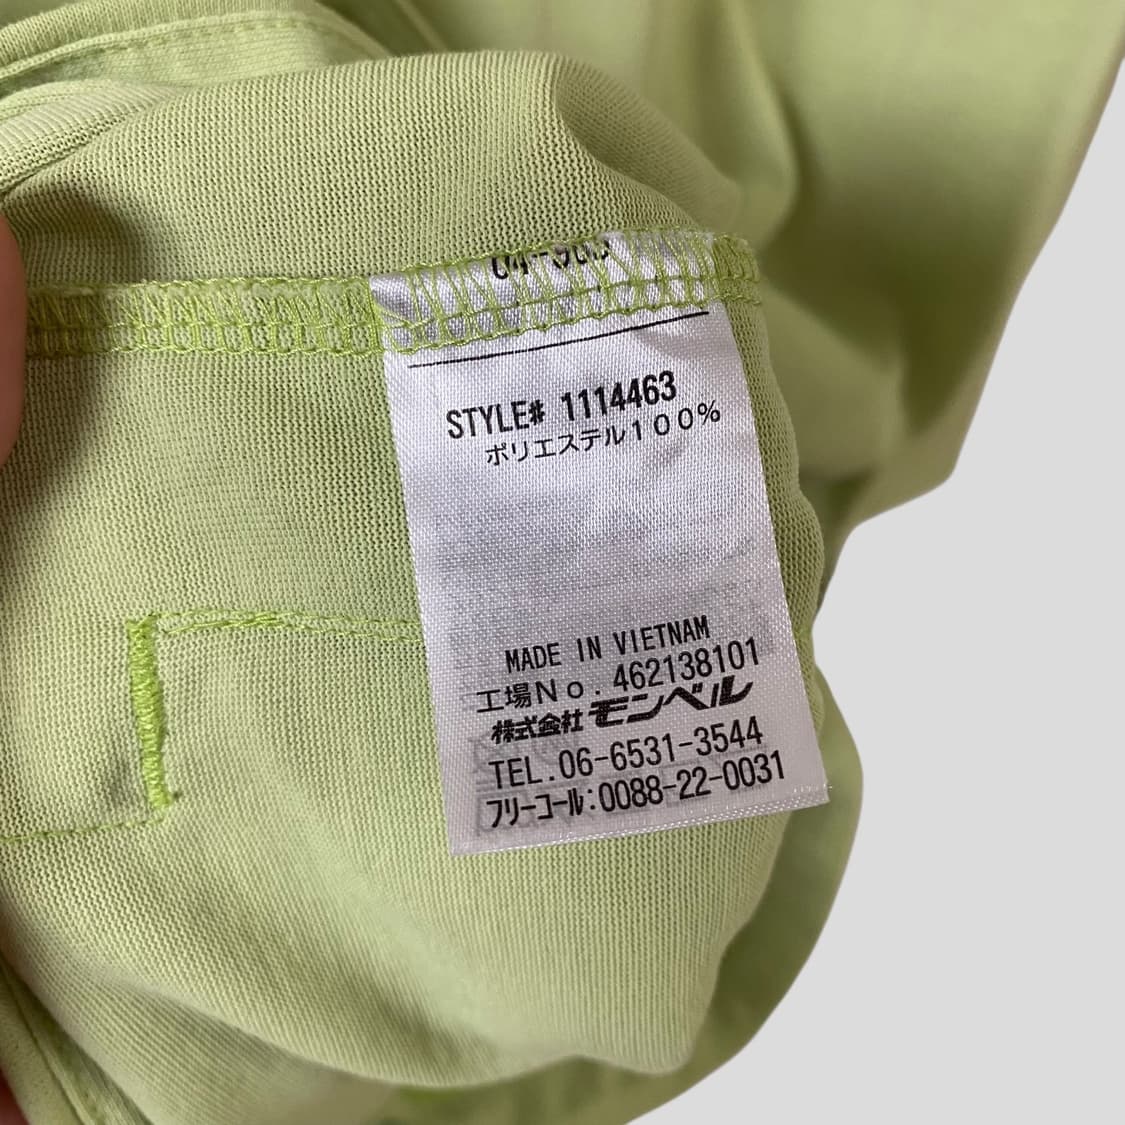 STYLE# 1114463
ポリエステル100%
MADE IN VIETNAM
工場No. 462138101
株式会社モンベル
TEL.06-6531-3544
フリーコール:0088-22-0031